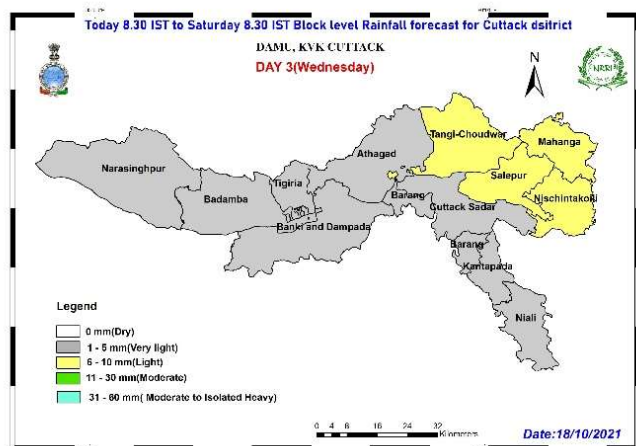 Today 8.30 IST to Saturday 8.30 IST Block level Rainfall forecast for Cuttack dsitrict
DAMU, KVK CUTTACK
DAY 3(Wednesday)
N
NRRI
Tangi-Choudwar
Mahanga
Athagad
Narasinghpur
Salepur
Tigiria
Badamba
Nischintakoili
Barang
Cuttack Sadar
Banki and Dampada
Barang
Kantapada
Niali
Legend
0 mm(Dry)
1 - 5 mm(Very light)
6 - 10 mm(Light)
11 - 30 mm(Moderate)
31 - 60 mm( Moderate to Isolated Heavy)
0 4 8 16 24 32
Kilometers
Date:18/10/2021